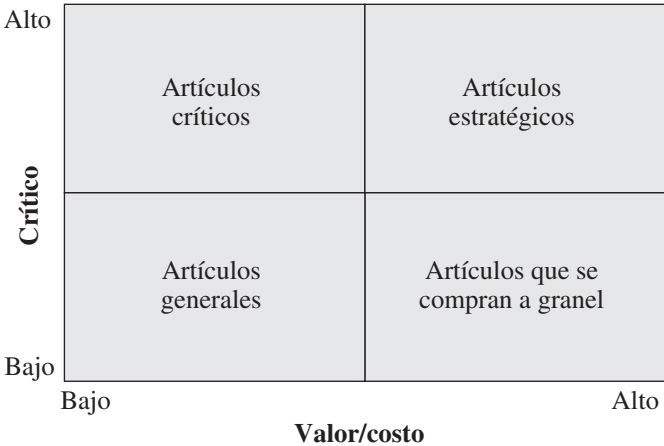 Alto
Artículos
críticos
Artículos
estratégicos
Crítico
Artículos
generales
Artículos que se
compran a granel
Bajo
Bajo
Alto
Valor/costo